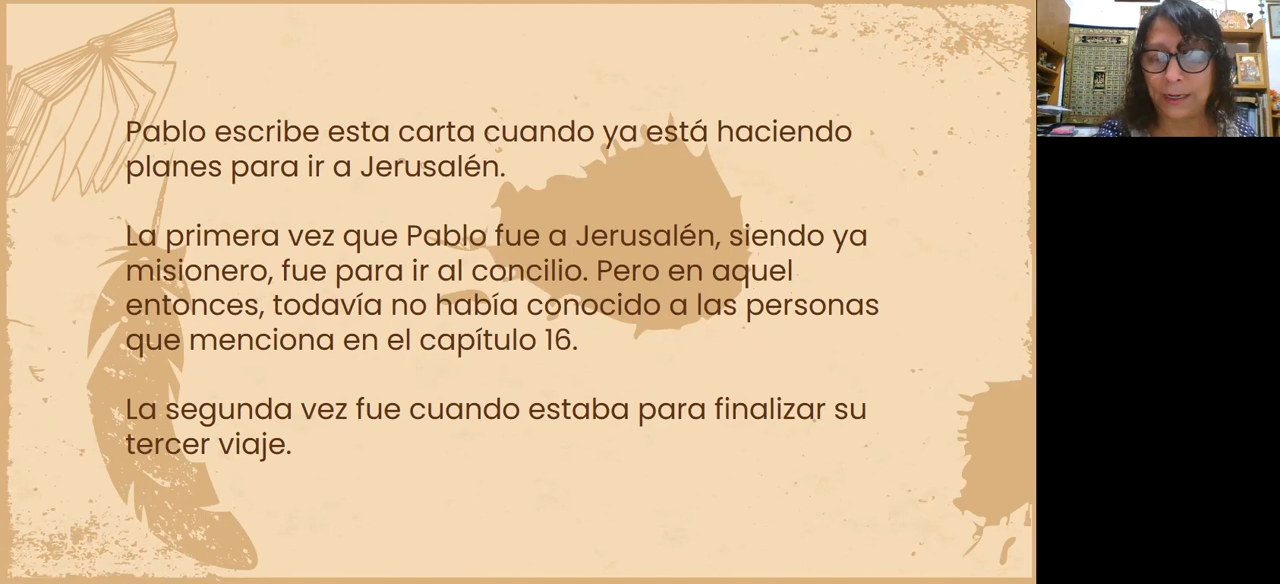 Pablo escribe esta carta cuando ya está haciendo
planes para ir a Jerusalén.
La primera vez que Pablo fue a Jerusalén, siendo ya
misionero, fue para ir al concilio. Pero en aquel
entonces, todavía no había conocido a las personas
que menciona en el capítulo 16.
La segunda vez fue cuando estaba para finalizar su
tercer viaje.